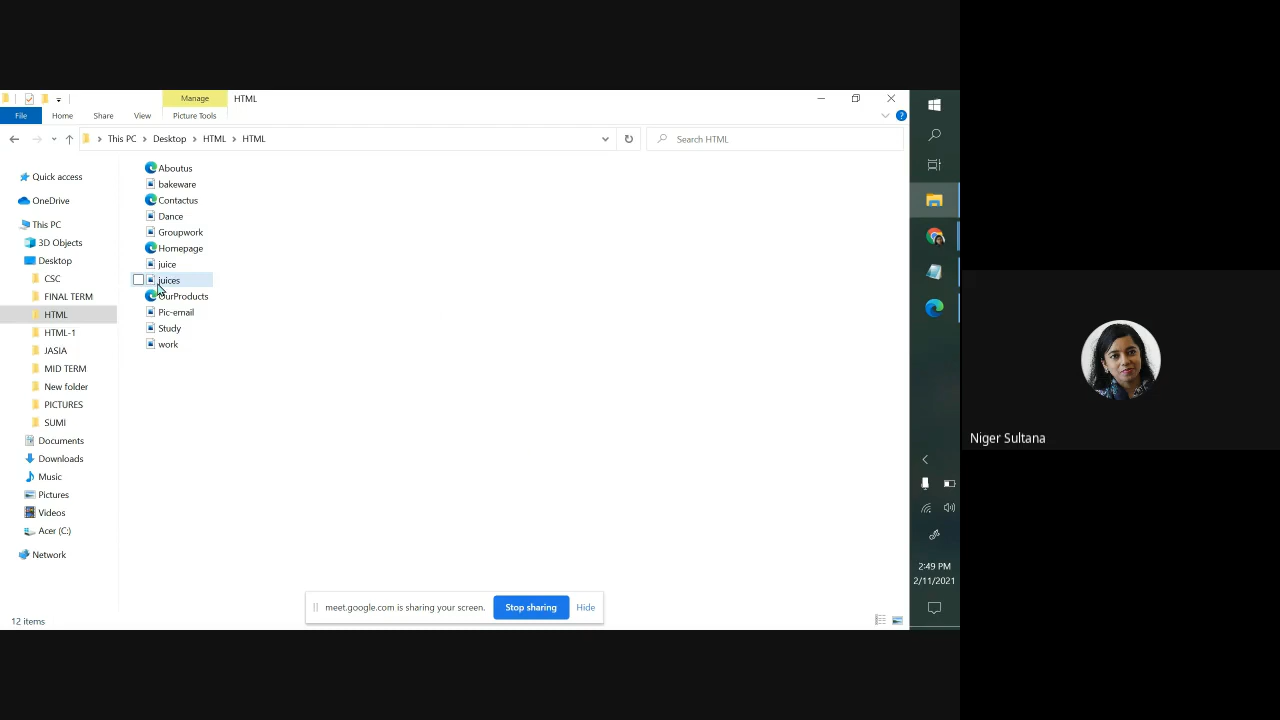 Manage
HTML
File
Home
Share
View
Picture Tools
This PC
Desktop
HTML
HTML
Search HTML
Quick access
OneDrive
This PC
3D Objects
Desktop
CSC
FINAL TERM
HTML
HTML-1
JASIA
MID TERM
New folder
PICTURES
SUMI
Documents
Downloads
Music
Pictures
Videos
Acer (C:)
Network
Aboutus
bakeware
Contactus
Dance
Groupwork
Homepage
juice
juices
OurProducts
Pic-email
Study
work
12 items
meet.google.com is sharing your screen.
Stop sharing
Hide
2:49 PM
2/11/2021
Niger Sultana